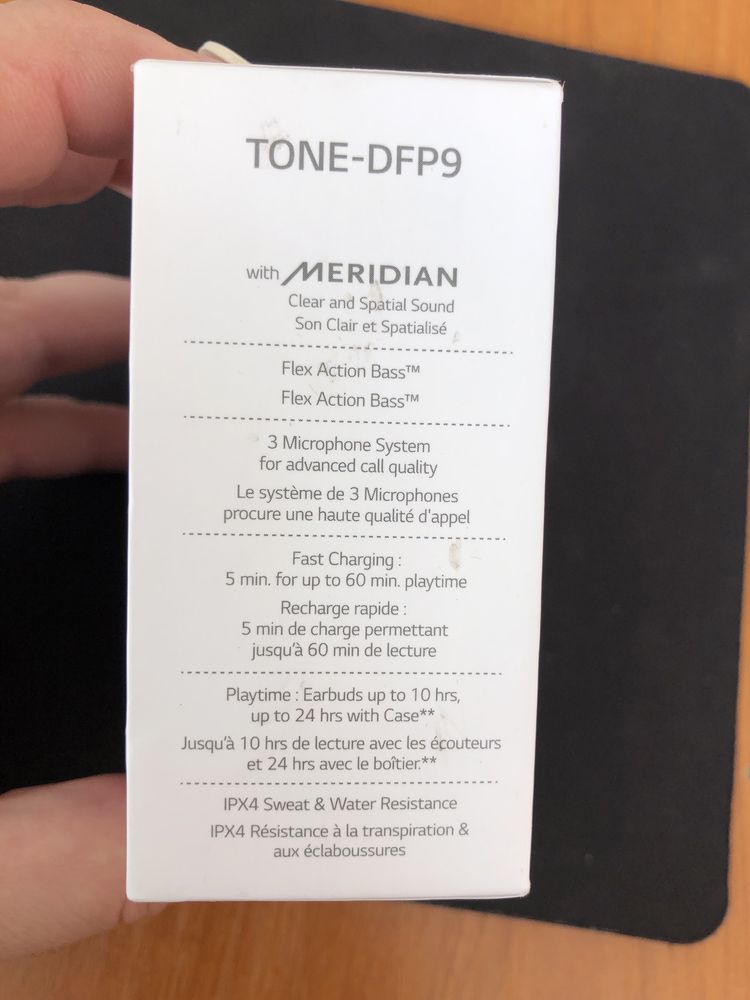 TONE-DFP9
with MERIDIAN
Clear and Spatial Sound
Son Clair et Spatialisé
Flex Action Bass™
Flex Action Bass™
3 Microphone System
for advanced call quality
Le système de 3 Microphones
procure une haute qualité d'appel
Fast Charging :
5 min. for up to 60 min. playtime
Recharge rapide :
5 min de charge permettant
jusqu'à 60 min de lecture
Playtime : Earbuds up to 10 hrs,
up to 24 hrs with Case**
Jusqu'à 10 hrs de lecture avec les écouteurs
et 24 hrs avec le boîtier.**
IPX4 Sweat & Water Resistance
IPX4 Résistance à la transpiration &
aux éclaboussures